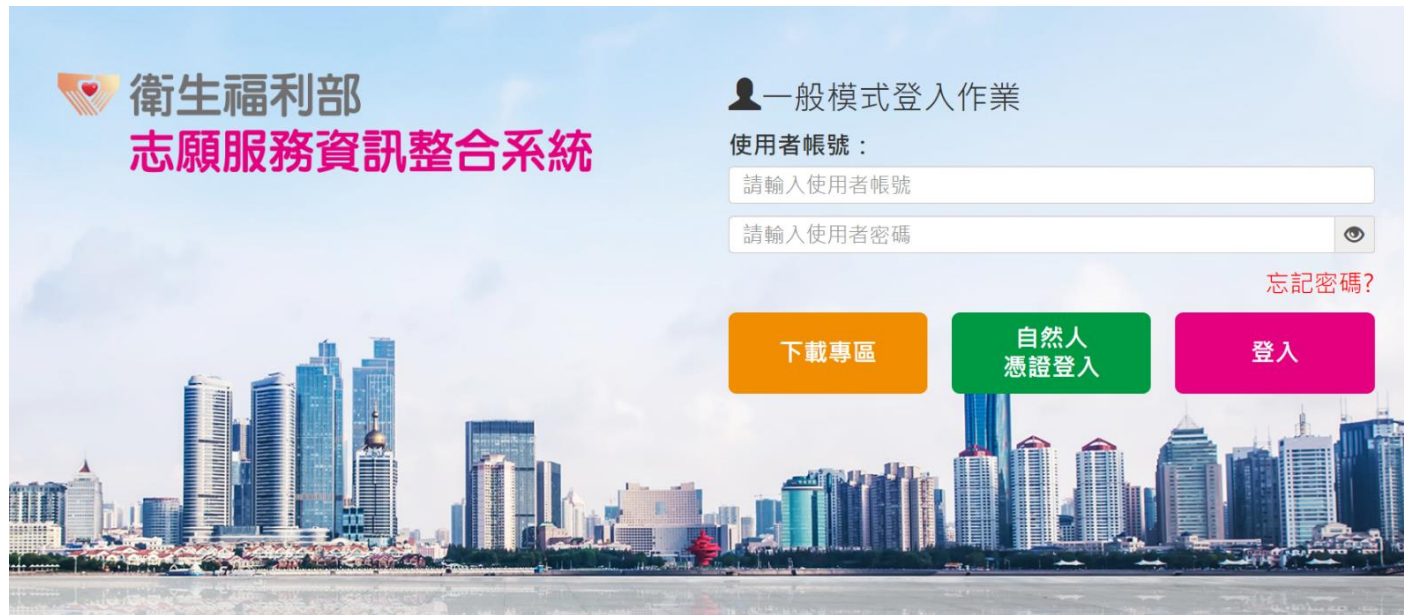 衛生福利部
志願服務資訊整合系統
一般模式登入作業
使用者帳號：
請輸入使用者帳號
請輸入使用者密碼
忘記密碼?
下載專區
自然人
憑證登入
登入